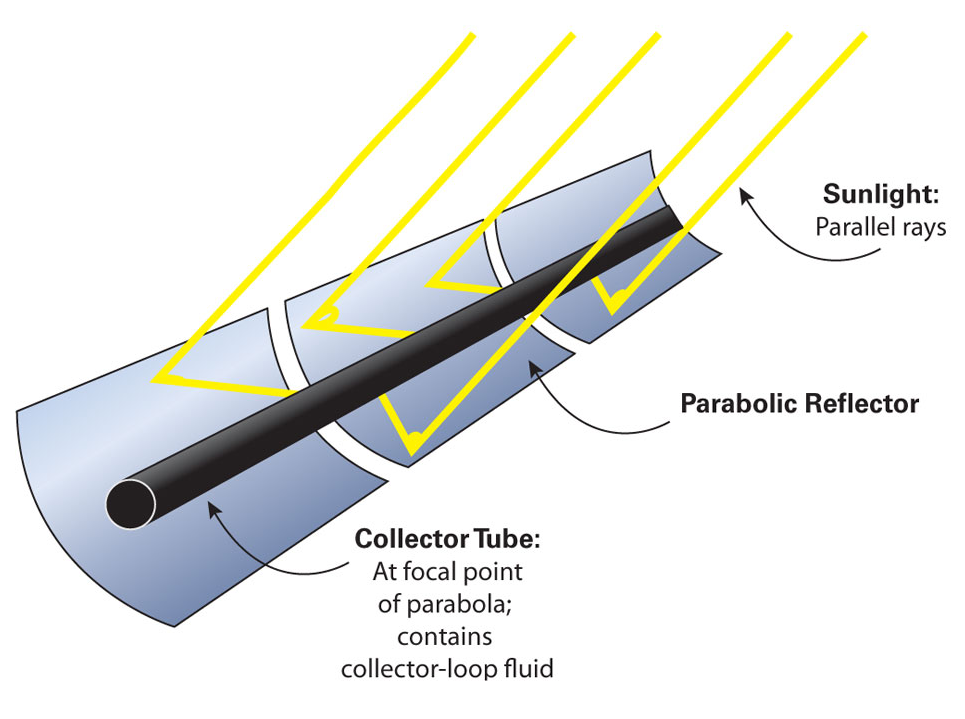 Sunlight:
Parallel rays
Parabolic Reflector
Collector Tube:
At focal point
of parabola;
contains
collector-loop fluid